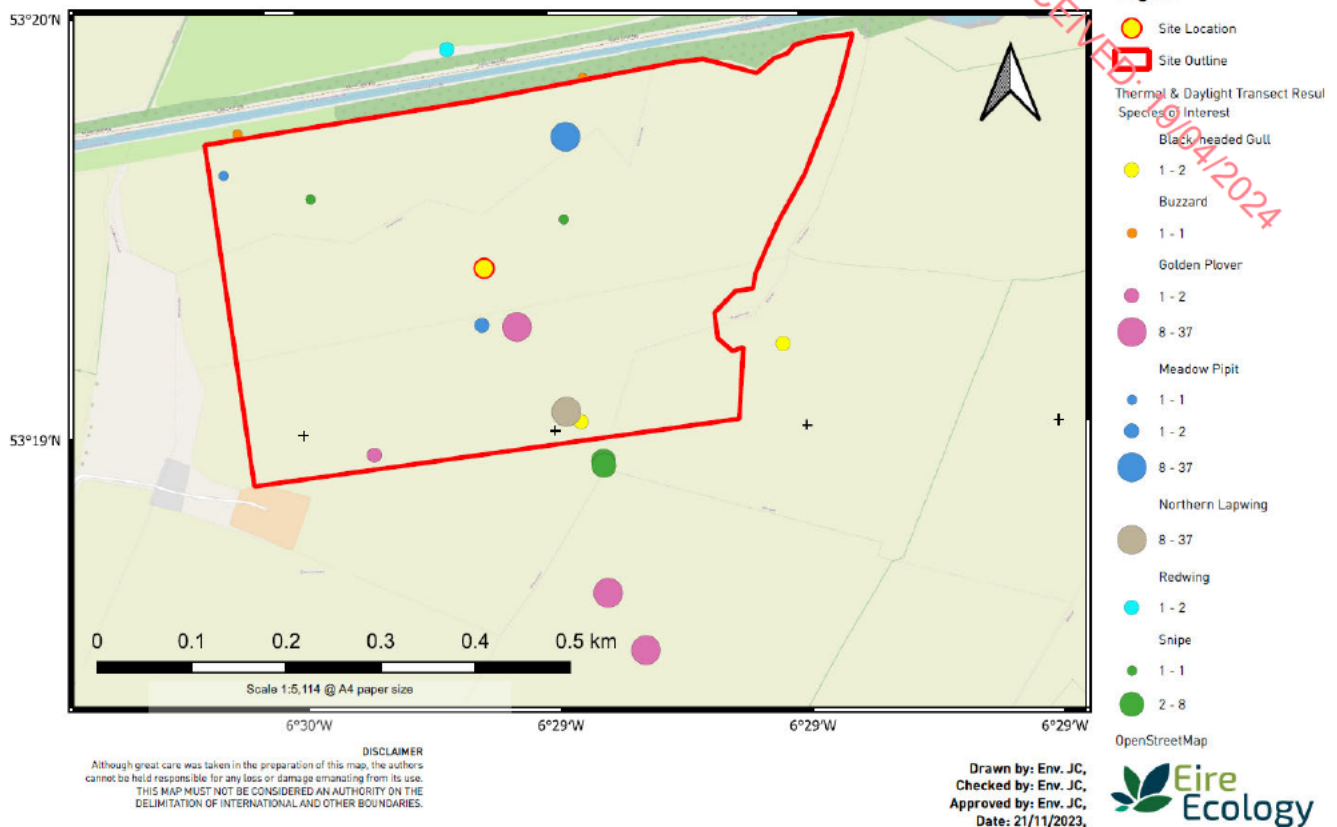 53°20'N
53°19'N
0 0.1 0.2 0.3 0.4 0.5 km
Scale 1:5,114 @ A4 paper size
6°30'W 6°29'W 6°29'W 6°29'W
DISCLAIMER
Although great care was taken in the preparation of this map, the authors
cannot be held responsible for any loss or damage emanating from its use.
THIS MAP MUST NOT BE CONSIDERED AN AUTHORITY ON THE
DELIMITATION OF INTERNATIONAL AND OTHER BOUNDARIES.
Site Location
Site Outline
Thermal & Daylight Transect Resul
Species of Interest
Black-headed Gull
1 - 2
Buzzard
1 - 1
Golden Plover
1 - 2
8 - 37
Meadow Pipit
1 - 1
1 - 2
8 - 37
Northern Lapwing
8 - 37
Redwing
1 - 2
Snipe
1 - 1
2 - 8
OpenStreetMap
Drawn by: Env. JC,
Checked by: Env. JC,
Approved by: Env. JC,
Date: 21/11/2023,
Eire
Ecology
19/04/2024